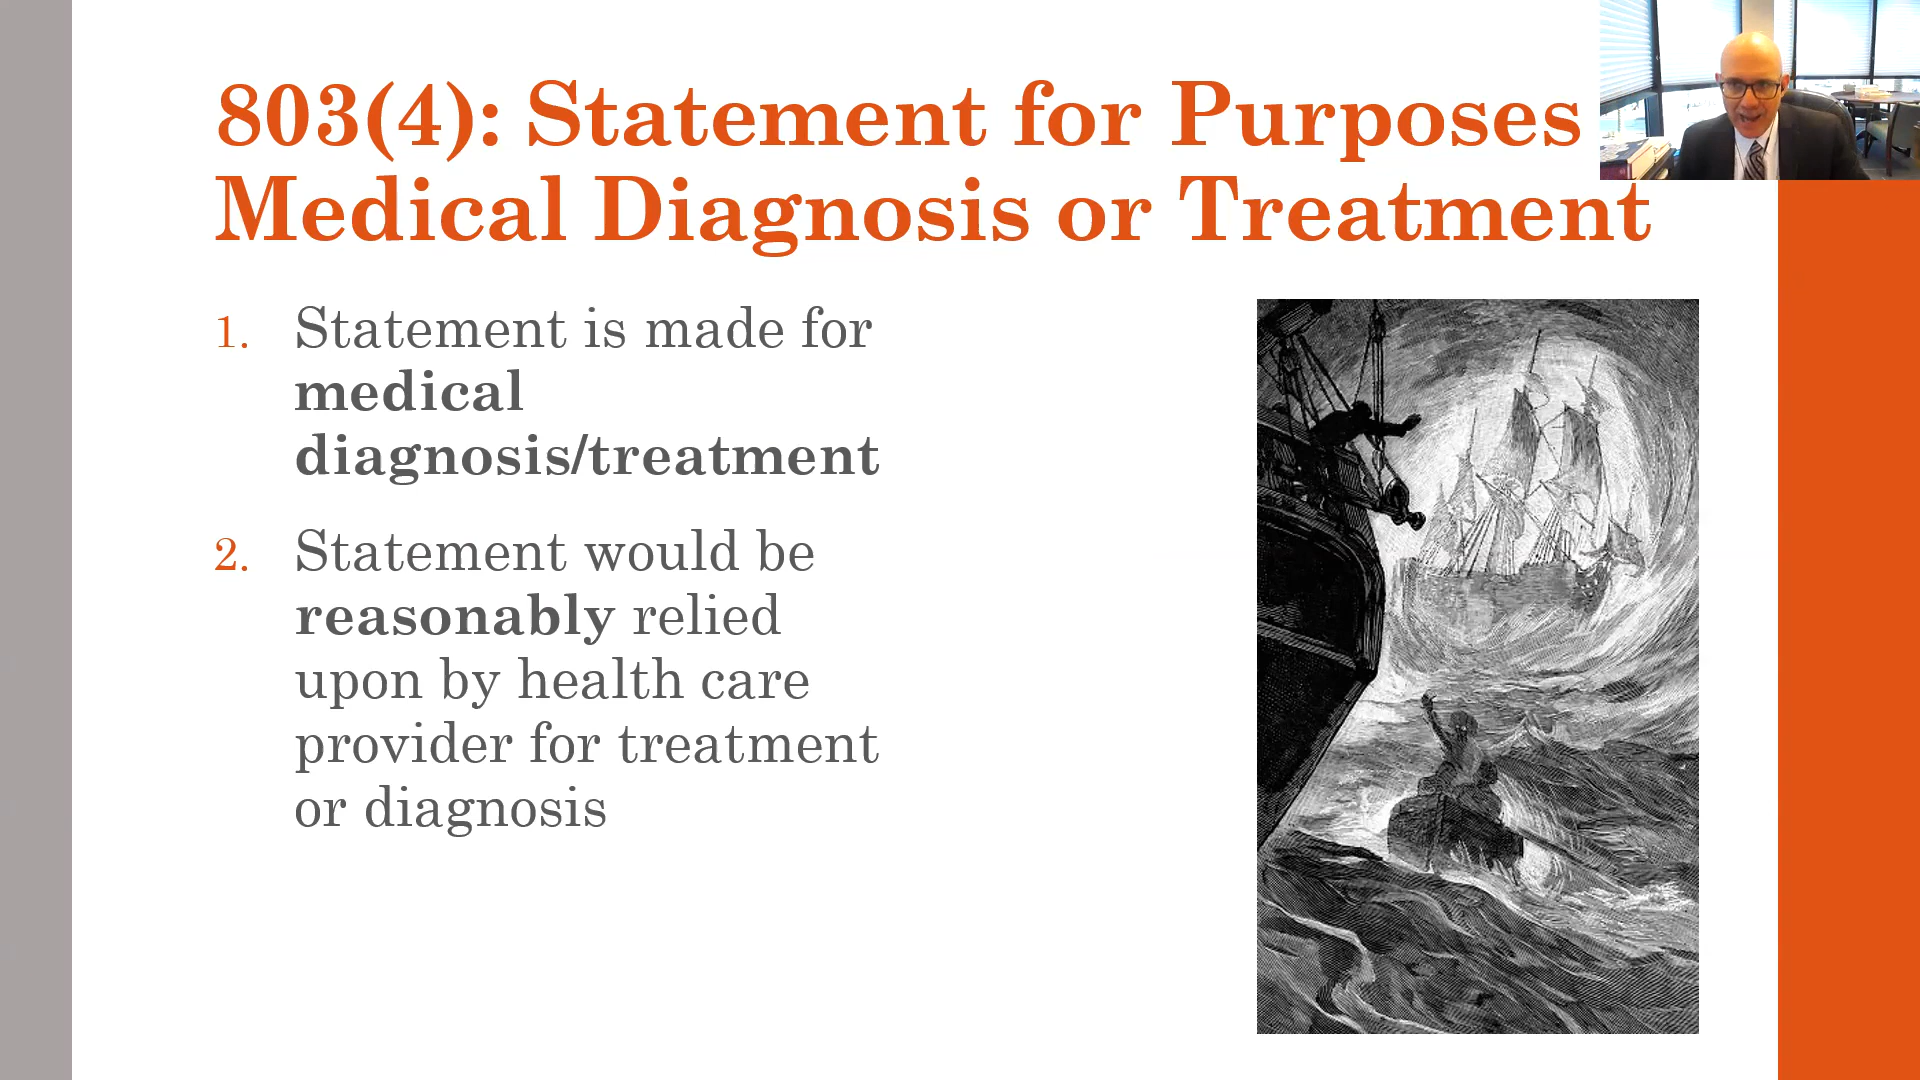 803(4): Statement for Purposes
Medical Diagnosis or Treatment
1. Statement is made for
medical
diagnosis/treatment
2. Statement would be
reasonably relied
upon by health care
provider for treatment
or diagnosis